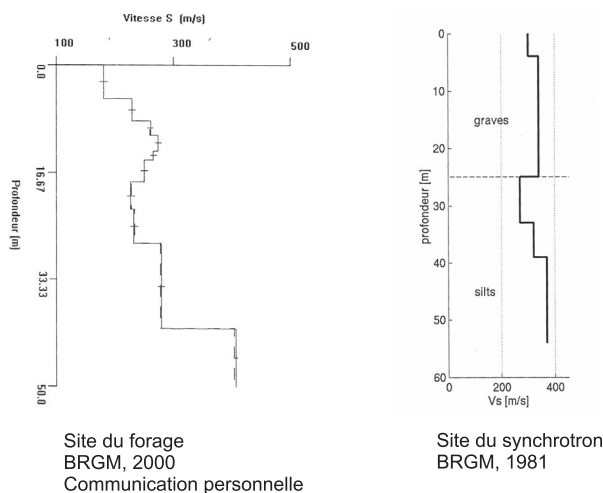 Vitesse S (m/s)
100 300 500
0.0
16.67
33.33
50.0
Profondeur (m)
Site du forage
BRGM, 2000
Communication personnelle
0
10
20
30
40
50
60
profondeur [m]
graves
silts
0 200 400
Vs [m/s]
Site du synchrotron
BRGM, 1981